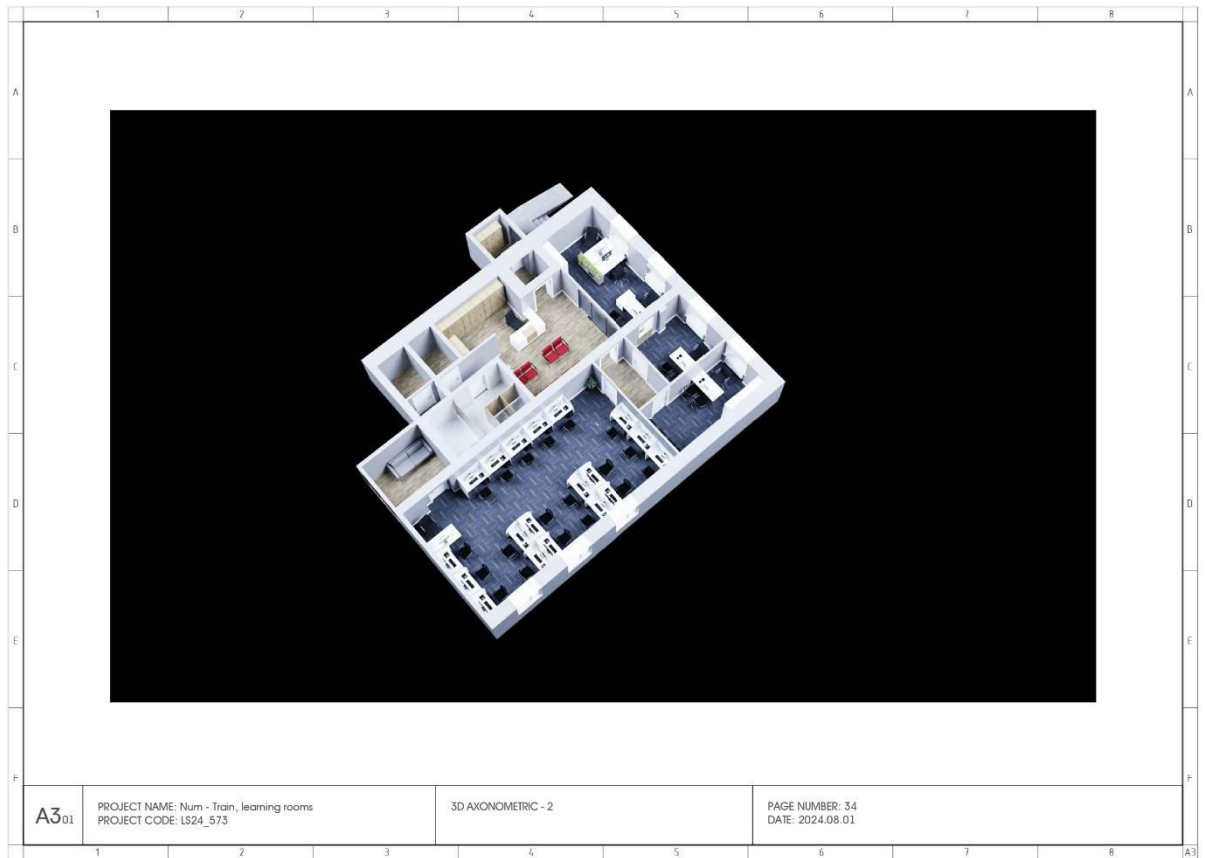 1 2 3 4 5 6 7 8
A A
B B
C C
D D
E E
F F
A3 01
PROJECT NAME: Num - Train, learning rooms
PROJECT CODE: LS24_573
3D AXONOMETRIC - 2
PAGE NUMBER: 34
DATE: 2024.08.01
1 2 3 4 5 6 7 8 A3